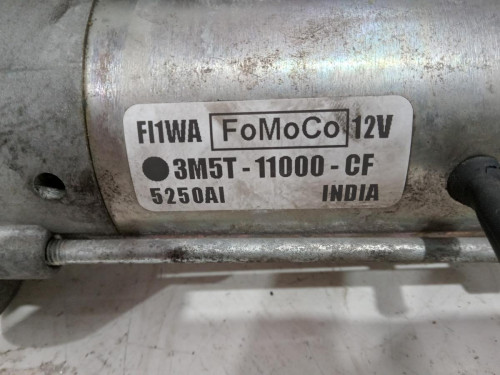 FI1WA FoMoCo 12V
3M5T - 11000 - CF
5250AI INDIA